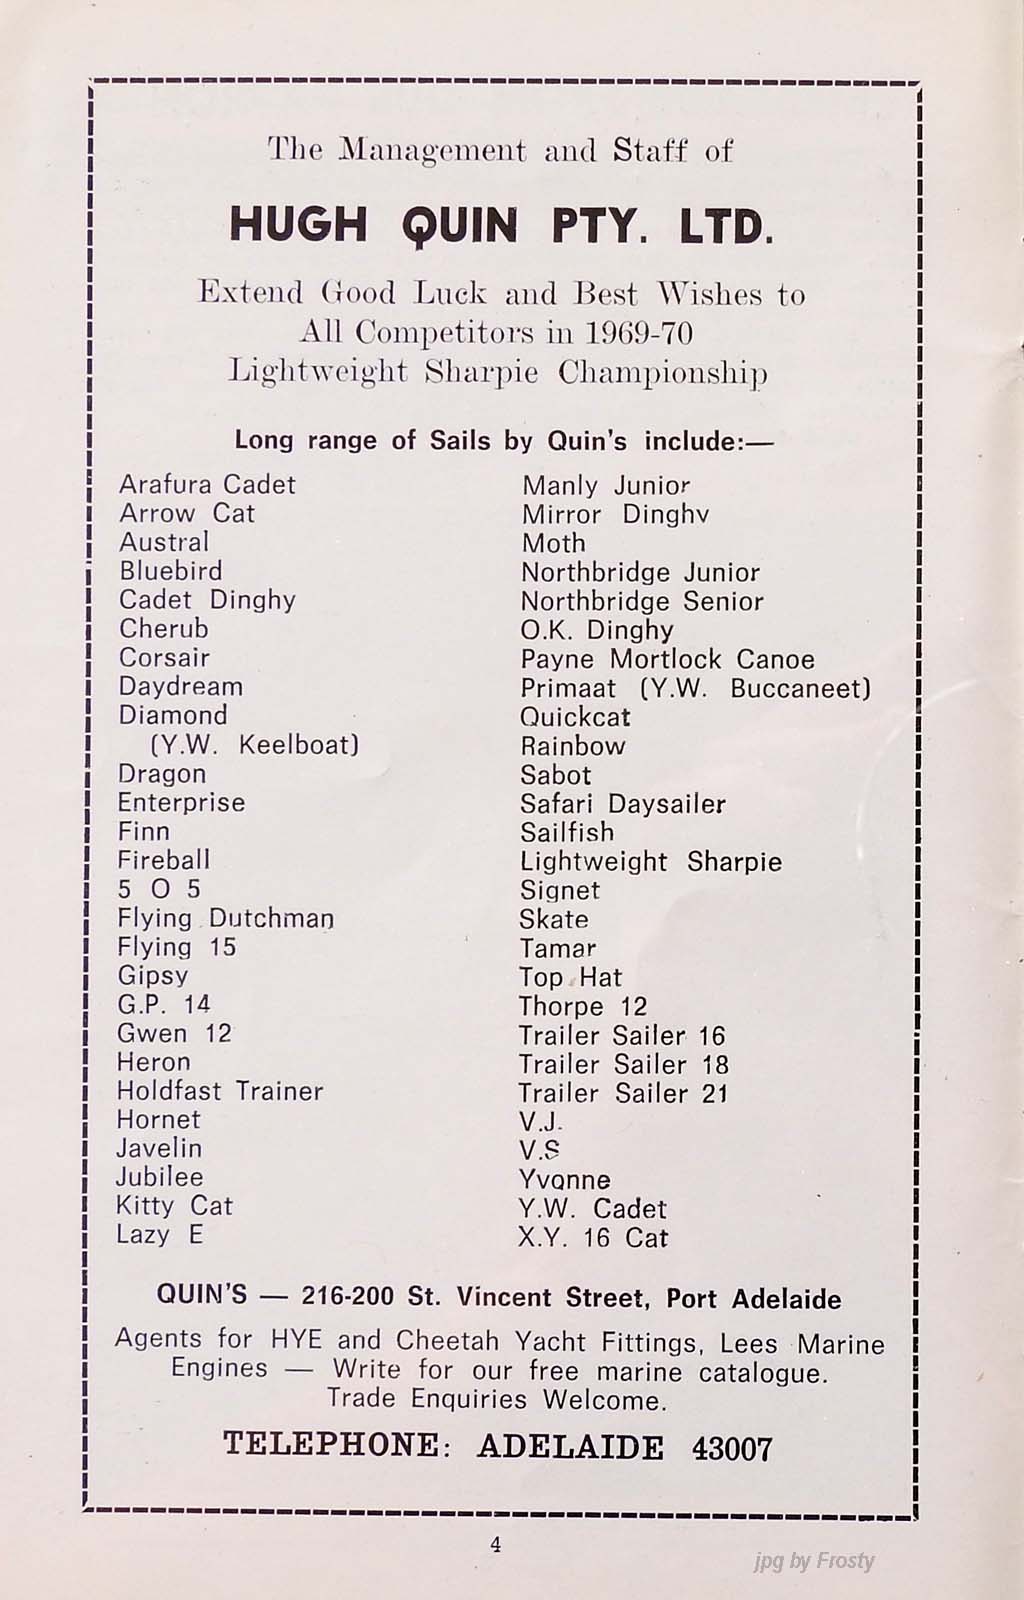 The Management and Staff of
HUGH QUIN PTY. LTD.
Extend Good Luck and Best Wishes to
All Competitors in 1969-70
Lightweight Sharpie Championship
Long range of Sails by Quin's include:—
Arafura Cadet
Arrow Cat
Austral
Bluebird
Cadet Dinghy
Cherub
Corsair
Daydream
Diamond
(Y.W. Keelboat)
Dragon
Enterprise
Finn
Fireball
5 O 5
Flying Dutchman
Flying 15
Gipsy
G.P. 14
Gwen 12
Heron
Holdfast Trainer
Hornet
Javelin
Jubilee
Kitty Cat
Lazy E
Manly Junior
Mirror Dinghv
Moth
Northbridge Junior
Northbridge Senior
O.K. Dinghy
Payne Mortlock Canoe
Primaat (Y.W. Buccaneet)
Quickcat
Rainbow
Sabot
Safari Daysailer
Sailfish
Lightweight Sharpie
Signet
Skate
Tamar
Top Hat
Thorpe 12
Trailer Sailer 16
Trailer Sailer 18
Trailer Sailer 21
V.J.
V.S
Yvonne
Y.W. Cadet
X.Y. 16 Cat
QUIN'S — 216-200 St. Vincent Street, Port Adelaide
Agents for HYE and Cheetah Yacht Fittings, Lees Marine
Engines — Write for our free marine catalogue.
Trade Enquiries Welcome.
TELEPHONE: ADELAIDE 43007
4
jpg by Frosty